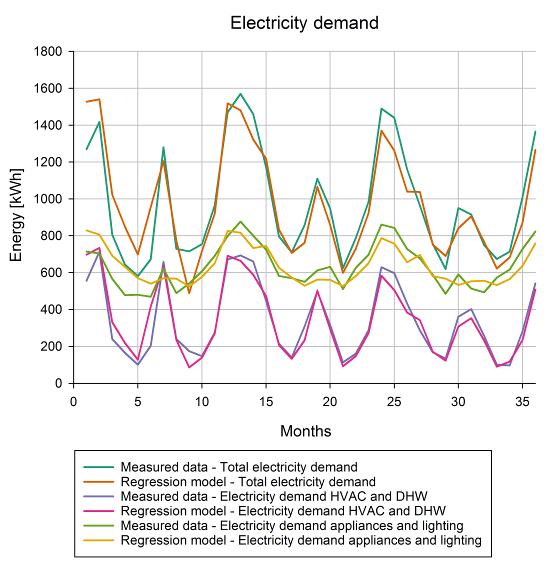 Electricity demand
1800
1600
1400
1200
1000
800
600
400
200
0
Energy [kWh]
0 5 10 15 20 25 30 35
Months
Measured data - Total electricity demand
Regression model - Total electricity demand
Measured data - Electricity demand HVAC and DHW
Regression model - Electricity demand HVAC and DHW
Measured data - Electricity demand appliances and lighting
Regression model - Electricity demand appliances and lighting